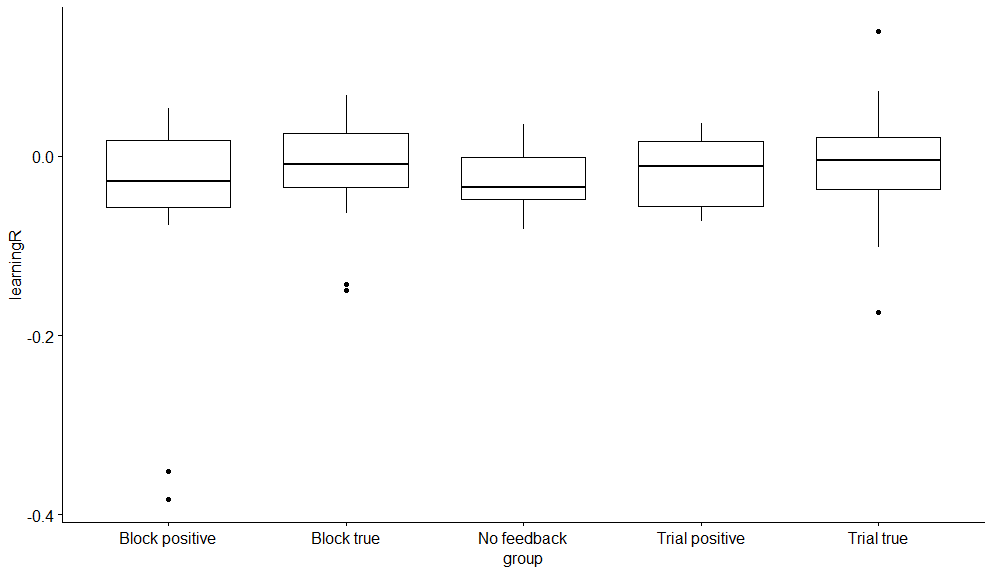 learningR
0.0
-0.2
-0.4
Block positive
Block true
No feedback
Trial positive
Trial true
group